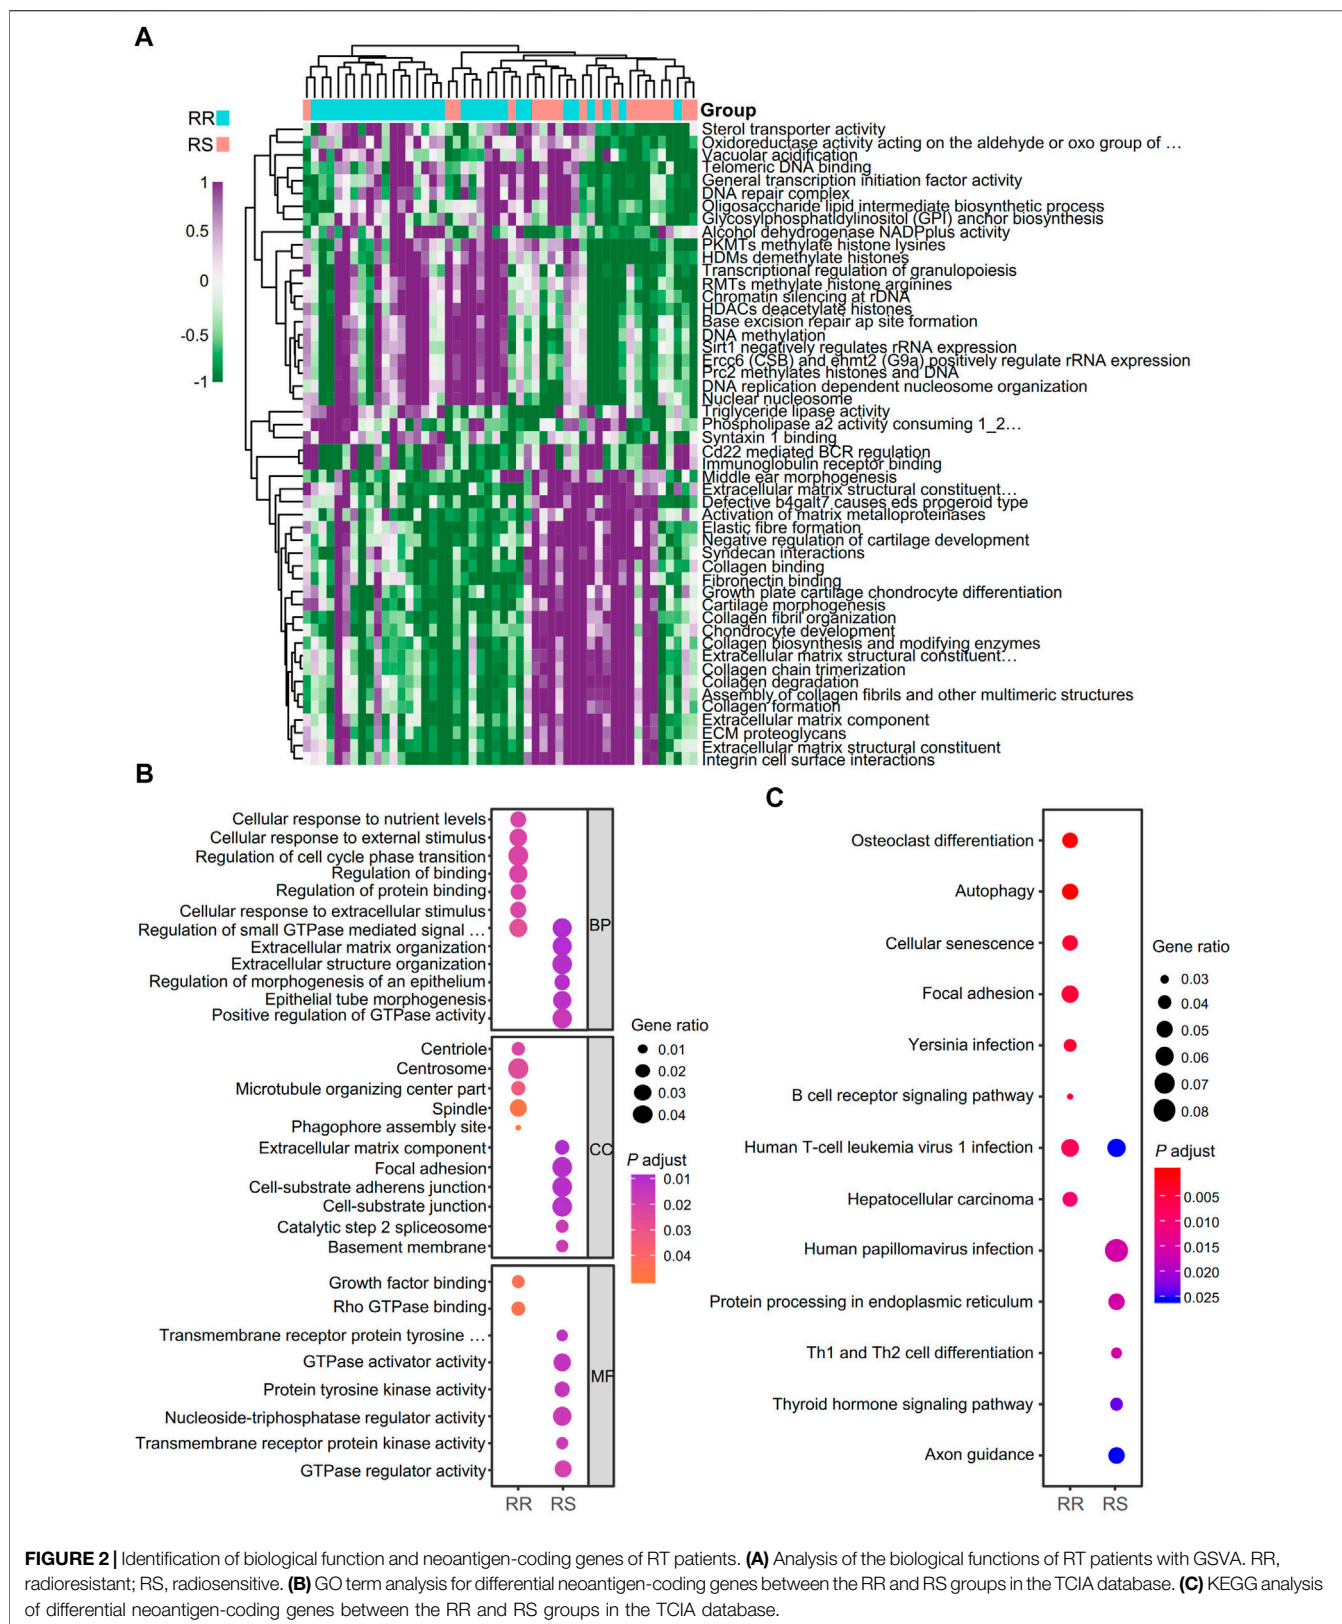 A
Group
RR
RS
1
0.5
0
-0.5
-1
Sterol transporter activity
Oxidoreductase activity acting on the aldehyde or oxo group of …
Vacuolar acidification
Telomeric DNA binding
General transcription initiation factor activity
DNA repair complex
Oligosaccharide lipid intermediate biosynthetic process
Glycosylphosphatidylinositol (GPI) anchor biosynthesis
Alcohol dehydrogenase NADPplus activity
PKMTs methylate histone lysines
HDMs demethylate histones
Transcriptional regulation of granulopoiesis
RMTs methylate histone arginines
Chromatin silencing at rDNA
HDACs deacetylate histones
Base excision repair ap site formation
DNA methylation
Sirt1 negatively regulates rRNA expression
Ercc6 (CSB) and ehmt2 (G9a) positively regulate rRNA expression
Prc2 methylates histones and DNA
DNA replication dependent nucleosome organization
Nuclear nucleosome
Triglyceride lipase activity
Phospholipase a2 activity consuming 1_2…
Syntaxin 1 binding
Cd22 mediated BCR regulation
Immunoglobulin receptor binding
Middle ear morphogenesis
Extracellular matrix structural constituent…
Defective b4galt7 causes eds progeroid type
Activation of matrix metalloproteinases
Elastic fibre formation
Negative regulation of cartilage development
Syndecan interactions
Collagen binding
Fibronectin binding
Growth plate cartilage chondrocyte differentiation
Cartilage morphogenesis
Collagen fibril organization
Chondrocyte development
Collagen biosynthesis and modifying enzymes
Extracellular matrix structural constituent…
Collagen chain trimerization
Collagen degradation
Assembly of collagen fibrils and other multimeric structures
Collagen formation
Extracellular matrix component
ECM proteoglycans
Extracellular matrix structural constituent
Integrin cell surface interactions
B
Cellular response to nutrient levels
Cellular response to external stimulus
Regulation of cell cycle phase transition
Regulation of binding
Regulation of protein binding
Cellular response to extracellular stimulus
Regulation of small GTPase mediated signal …
Extracellular matrix organization
Extracellular structure organization
Regulation of morphogenesis of an epithelium
Epithelial tube morphogenesis
Positive regulation of GTPase activity
BP
Centriole
Centrosome
Microtubule organizing center part
Spindle
Phagophore assembly site
Extracellular matrix component
Focal adhesion
Cell-substrate adherens junction
Cell-substrate junction
Catalytic step 2 spliceosome
Basement membrane
CC
Growth factor binding
Rho GTPase binding
Transmembrane receptor protein tyrosine …
GTPase activator activity
Protein tyrosine kinase activity
Nucleoside-triphosphatase regulator activity
Transmembrane receptor protein kinase activity
GTPase regulator activity
MF
RR RS
Gene ratio
0.01
0.02
0.03
0.04
P adjust
0.01
0.02
0.03
0.04
C
Osteoclast differentiation
Autophagy
Cellular senescence
Focal adhesion
Yersinia infection
B cell receptor signaling pathway
Human T-cell leukemia virus 1 infection
Hepatocellular carcinoma
Human papillomavirus infection
Protein processing in endoplasmic reticulum
Th1 and Th2 cell differentiation
Thyroid hormone signaling pathway
Axon guidance
RR RS
Gene ratio
0.03
0.04
0.05
0.06
0.07
0.08
P adjust
0.005
0.010
0.015
0.020
0.025
FIGURE 2 | Identification of biological function and neoantigen-coding genes of RT patients. (A) Analysis of the biological functions of RT patients with GSVA. RR,
radioresistant; RS, radiosensitive. (B) GO term analysis for differential neoantigen-coding genes between the RR and RS groups in the TCIA database. (C) KEGG analysis
of differential neoantigen-coding genes between the RR and RS groups in the TCIA database.